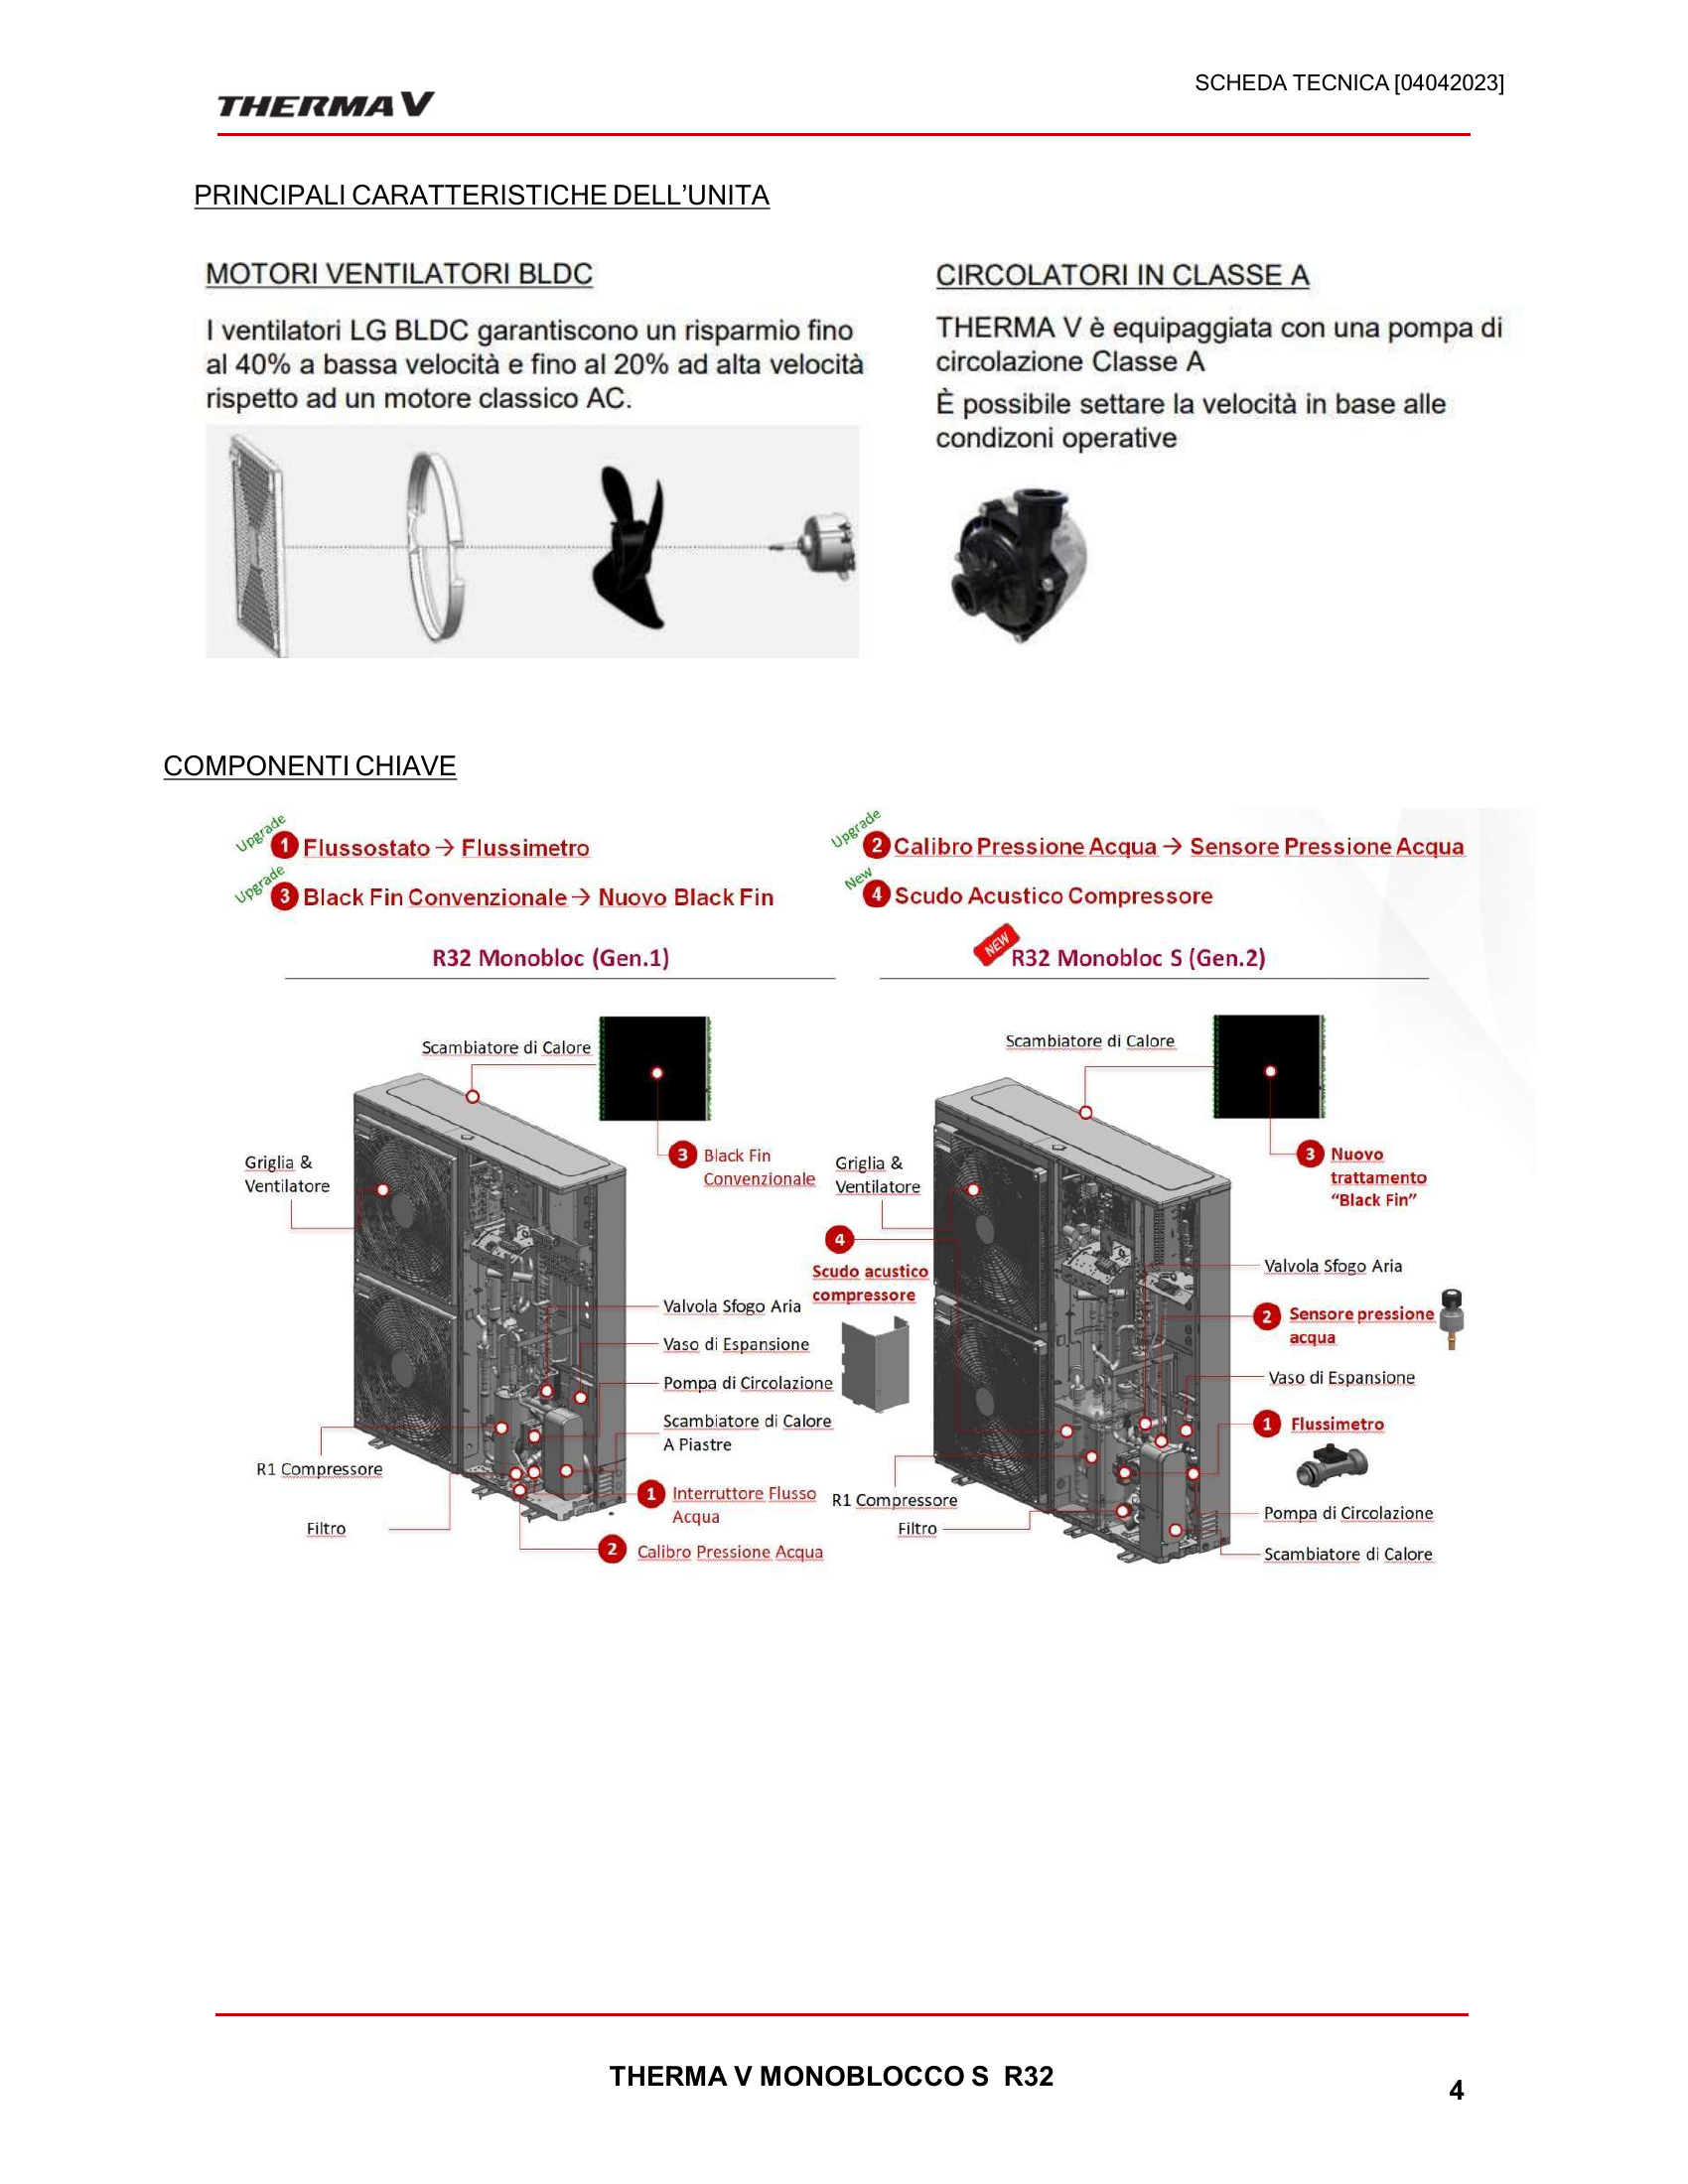 THERMA V
SCHEDA TECNICA [04042023]
PRINCIPALI CARATTERISTICHE DELL’UNITA
MOTORI VENTILATORI BLDC
I ventilatori LG BLDC garantiscono un risparmio fino
al 40% a bassa velocità e fino al 20% ad alta velocità
rispetto ad un motore classico AC.
CIRCOLATORI IN CLASSE A
THERMA V è equipaggiata con una pompa di
circolazione Classe A
È possibile settare la velocità in base alle
condizoni operative
COMPONENTI CHIAVE
Upgrade
1 Flussostato → Flussimetro
Upgrade
2 Calibro Pressione Acqua → Sensore Pressione Acqua
Upgrade
3 Black Fin Convenzionale → Nuovo Black Fin
New
4 Scudo Acustico Compressore
R32 Monobloc (Gen.1)
Scambiatore di Calore
3 Black Fin
Convenzionale
Griglia &
Ventilatore
Valvola Sfogo Aria
Vaso di Espansione
Pompa di Circolazione
Scambiatore di Calore
A Piastre
R1 Compressore
1 Interruttore Flusso
Acqua
Filtro
2 Calibro Pressione Acqua
NEW
R32 Monobloc S (Gen.2)
Scambiatore di Calore
3 Nuovo
trattamento
“Black Fin”
Griglia &
Ventilatore
4
Scudo acustico
compressore
Valvola Sfogo Aria
2 Sensore pressione
acqua
Vaso di Espansione
1 Flussimetro
R1 Compressore
Filtro
Pompa di Circolazione
Scambiatore di Calore
THERMA V MONOBLOCCO S R32
4